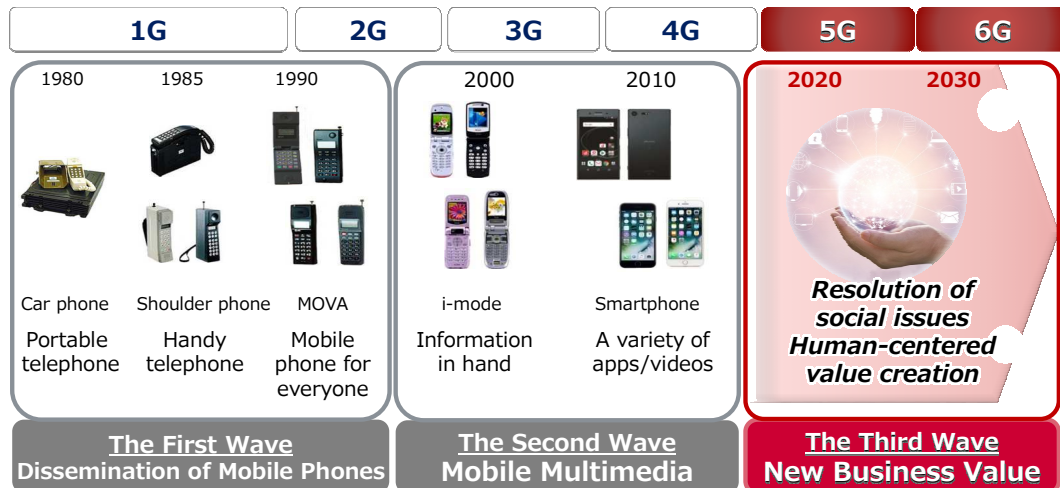 1G
2G
3G
4G
5G
6G
1980
1985
1990
2000
2010
2020
2030
Car phone
Shoulder phone
MOVA
i-mode
Smartphone
Portable
telephone
Handy
telephone
Mobile
phone for
everyone
Information
in hand
A variety of
apps/videos
Resolution of
social issues
Human-centered
value creation
The First Wave
Dissemination of Mobile Phones
The Second Wave
Mobile Multimedia
The Third Wave
New Business Value